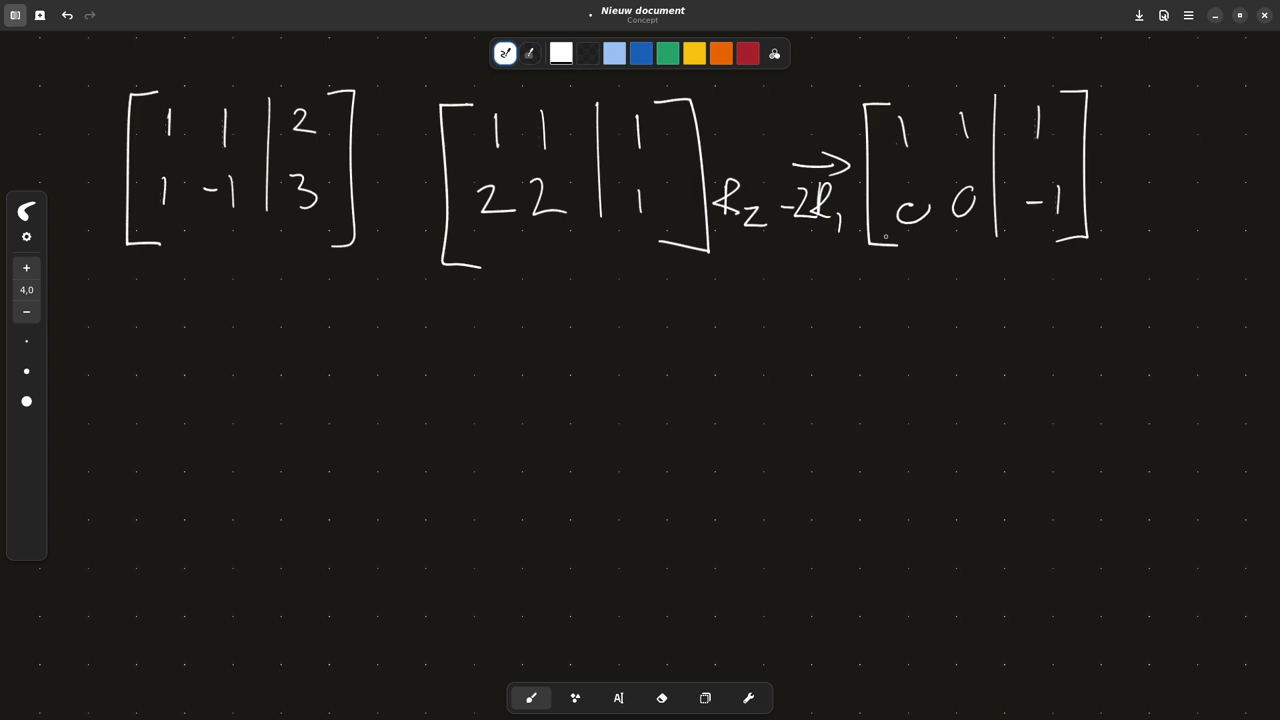 Nieuw document
Concept
4,0
1 1 | 2
1 -1 | 3
1 1 | 1
2 2 | 1
R2 -2R1 →
1 1 | 1
0 0 | -1